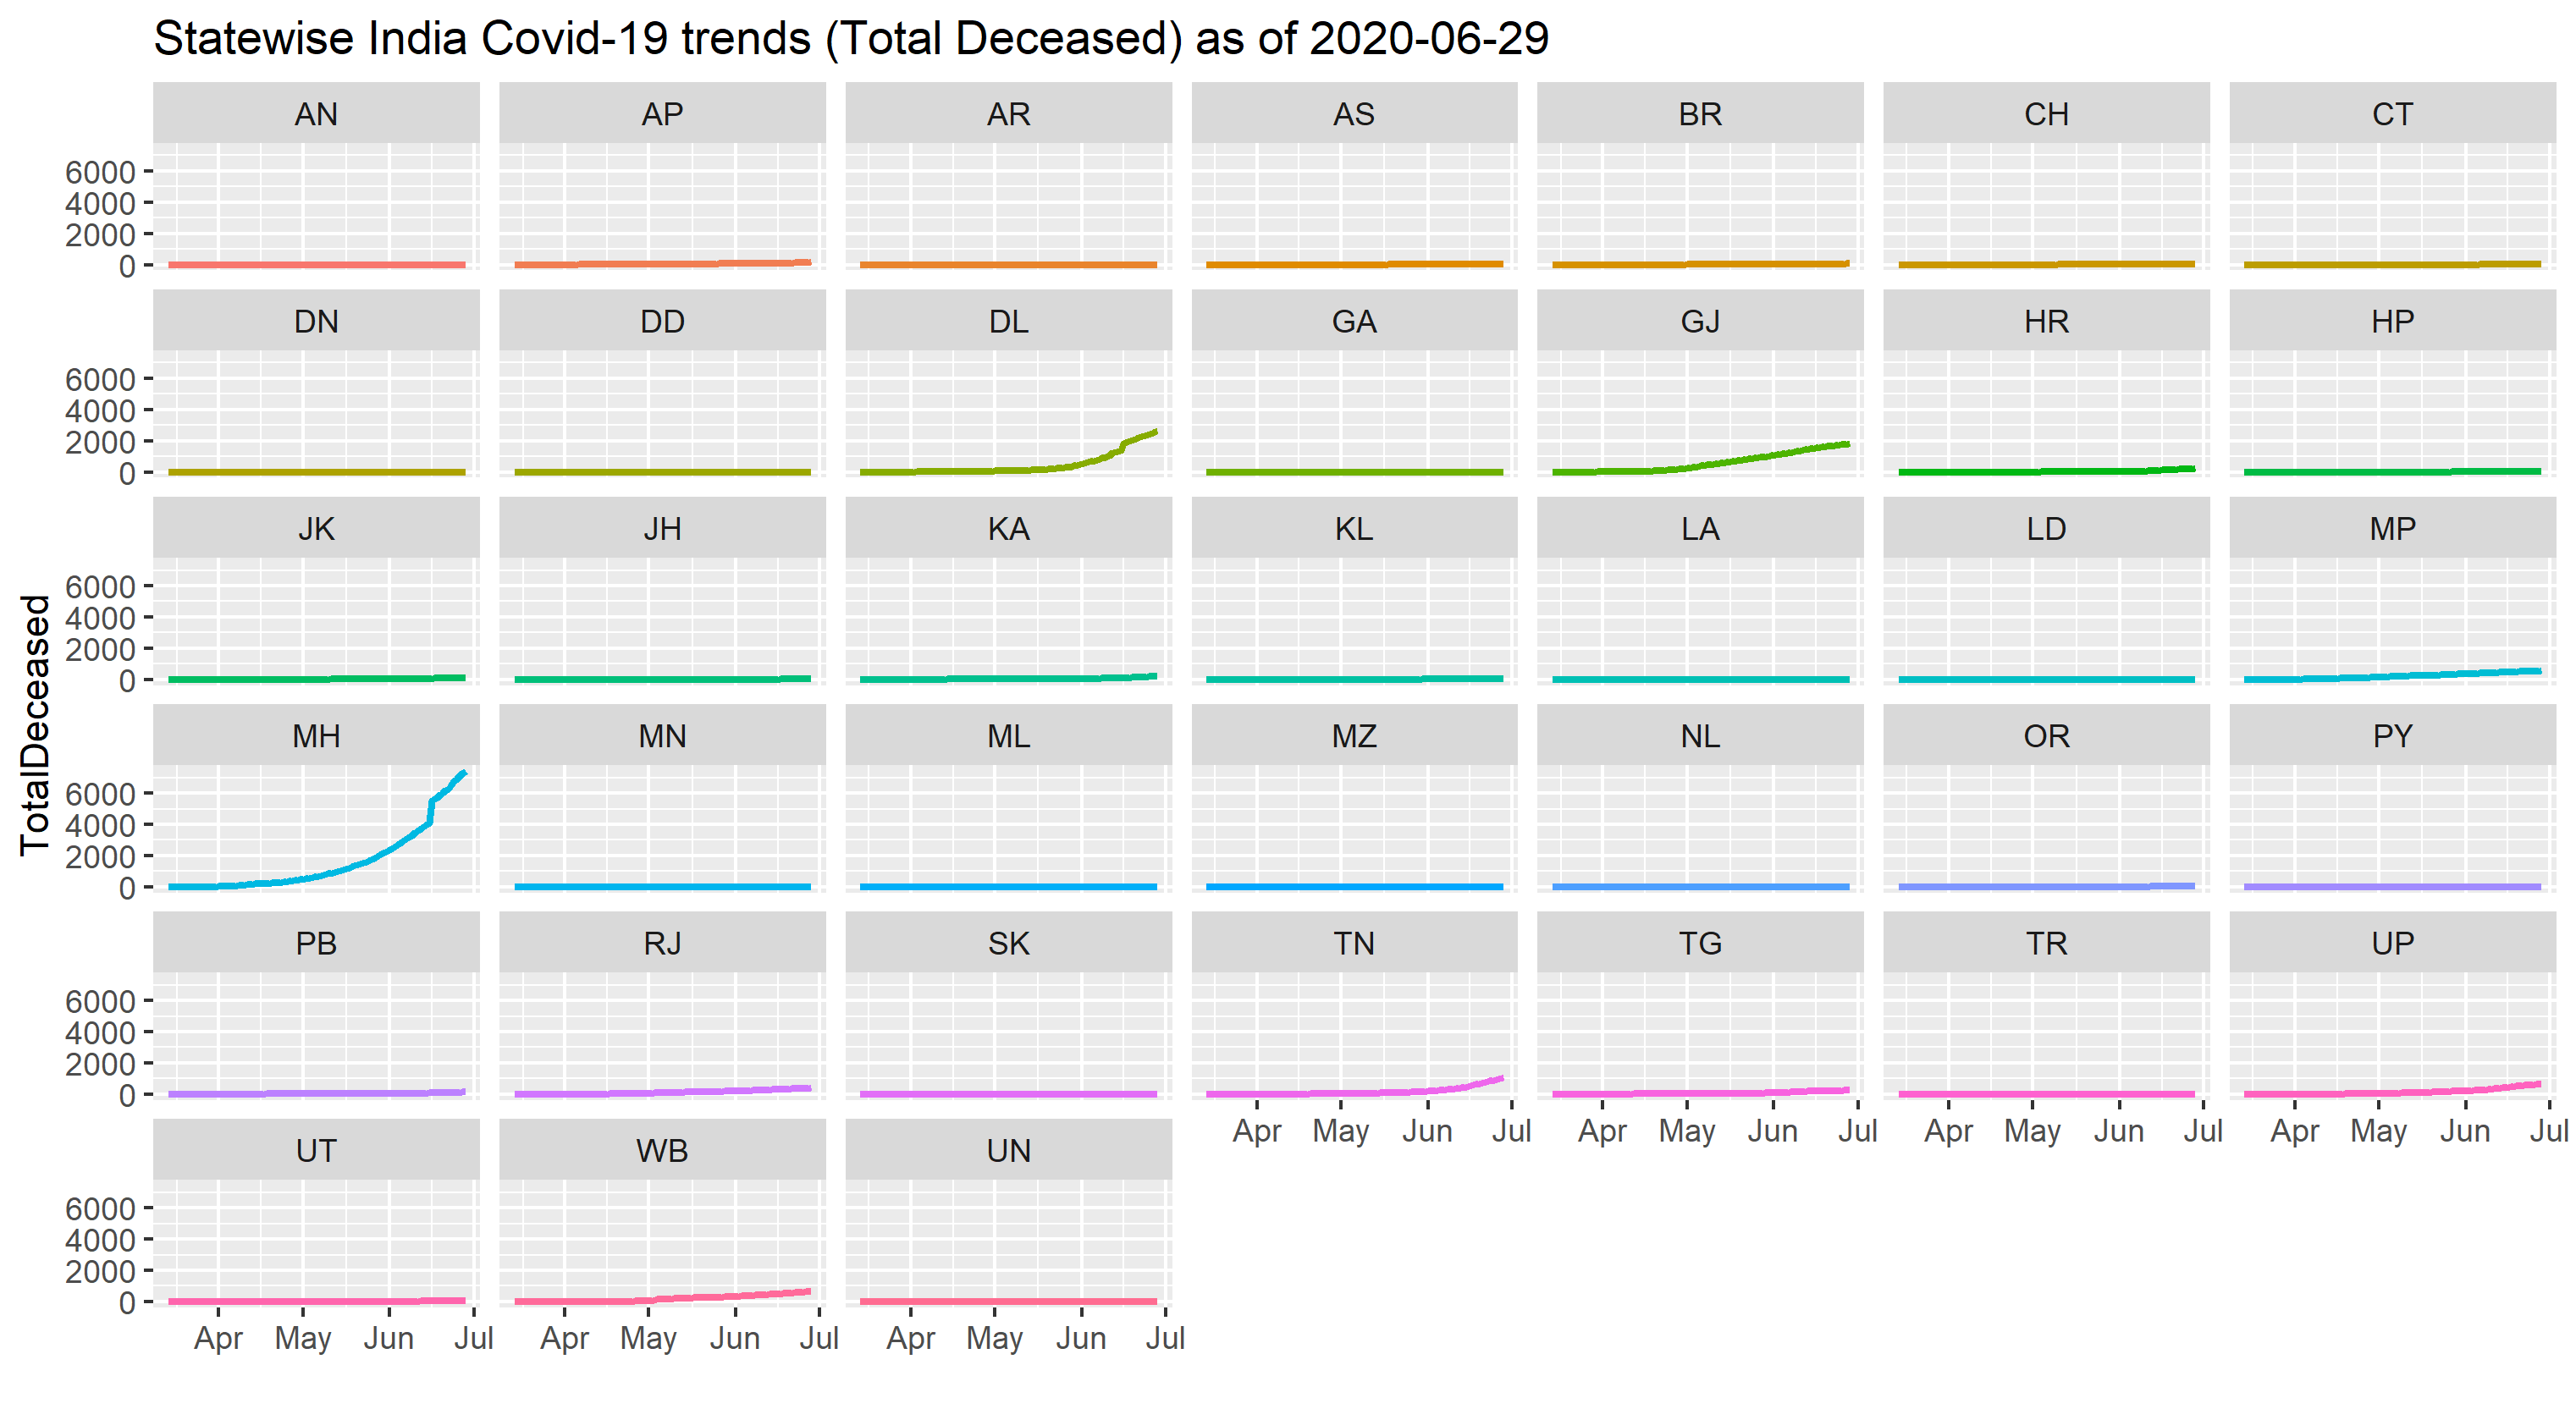 Statewise India Covid-19 trends (Total Deceased) as of 2020-06-29
AN AP AR AS BR CH CT
6000
4000
2000
0
DN DD DL GA GJ HR HP
6000
4000
2000
0
JK JH KA KL LA LD MP
6000
4000
2000
0
TotalDeceased
MH MN ML MZ NL OR PY
6000
4000
2000
0
PB RJ SK TN TG TR UP
6000
4000
2000
0
Apr May Jun Jul Apr May Jun Jul Apr May Jun Jul Apr May Jun Jul
UT WB UN
6000
4000
2000
0
Apr May Jun Jul Apr May Jun Jul Apr May Jun Jul